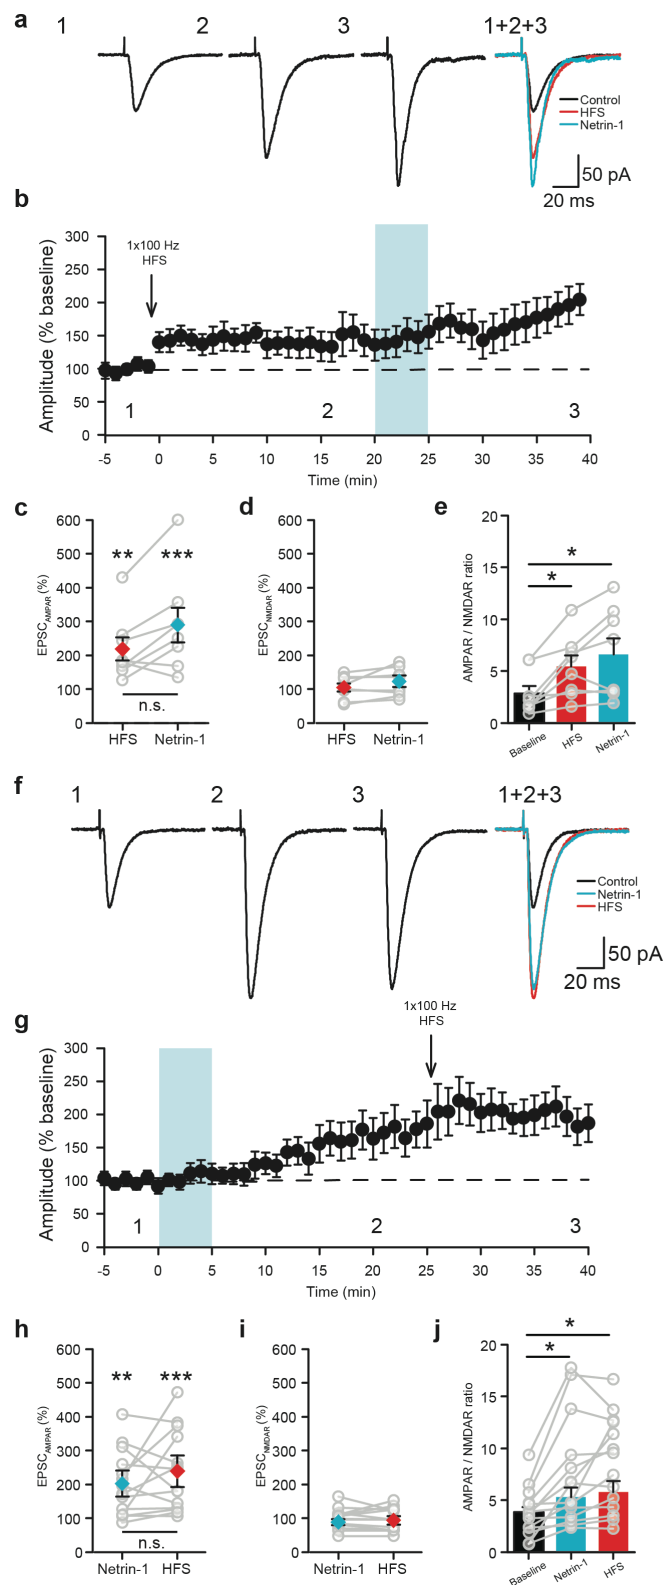 a
1 2 3 1+2+3
Control
HFS
Netrin-1
50 pA
20 ms
b
1x100 Hz
HFS
Amplitude (% baseline)
300
250
200
150
100
50
0
1 2 3
-5 0 5 10 15 20 25 30 35 40
Time (min)
c
EPSCAMPAR (%)
600
500
400
300
200
100
0
** ***
n.s.
HFS Netrin-1
d
EPSCNMDAR (%)
600
500
400
300
200
100
0
HFS Netrin-1
e
AMPAR / NMDAR ratio
20
15
10
5
0
*
*
Baseline HFS Netrin-1
f
1 2 3 1+2+3
Control
Netrin-1
HFS
50 pA
20 ms
g
1x100 Hz
HFS
Amplitude (% baseline)
300
250
200
150
100
50
0
1 2 3
-5 0 5 10 15 20 25 30 35 40
Time (min)
h
EPSCAMPAR (%)
600
500
400
300
200
100
0
** ***
n.s.
Netrin-1 HFS
i
EPSCNMDAR (%)
600
500
400
300
200
100
0
Netrin-1 HFS
j
AMPAR / NMDAR ratio
20
15
10
5
0
*
*
Baseline Netrin-1 HFS